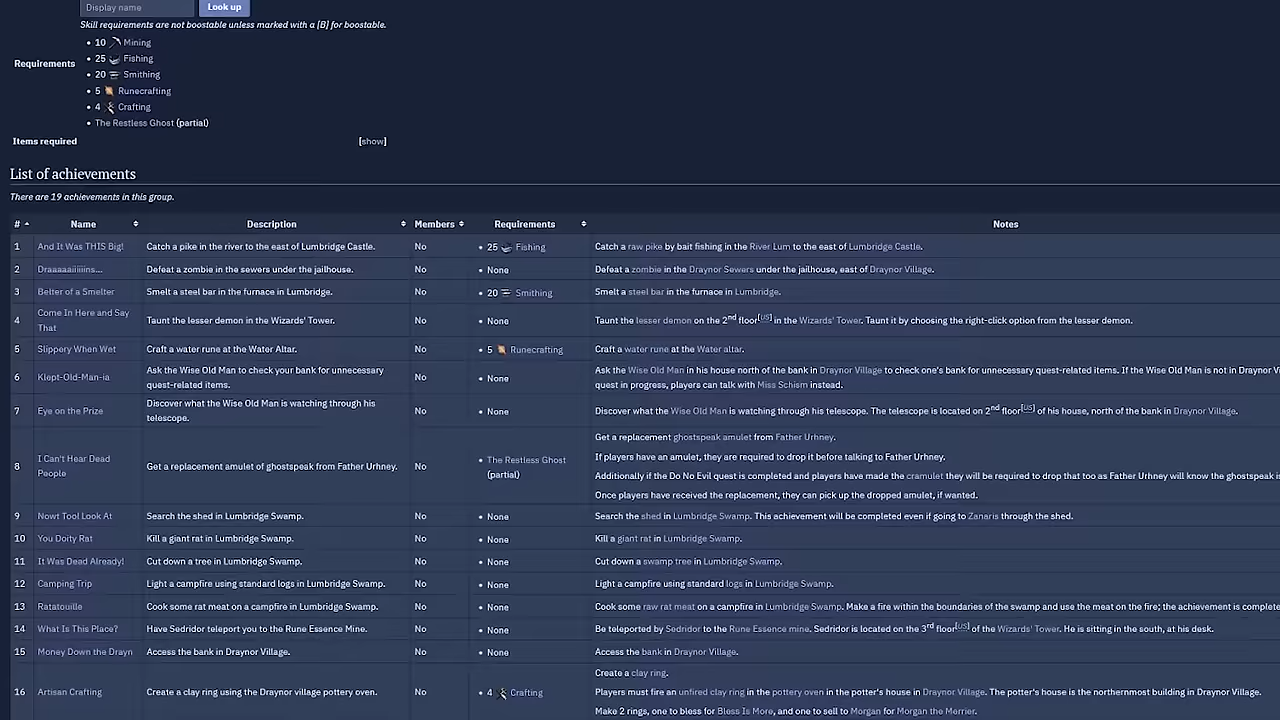 Display name
Look up
Skill requirements are not boostable unless marked with a [B] for boostable.
Requirements
• 10 Mining
• 25 Fishing
• 20 Smithing
• 5 Runecrafting
• 4 Crafting
• The Restless Ghost (partial)
Items required [show]
List of achievements
There are 19 achievements in this group.
# Name Description Members Requirements Notes
1 And It Was THIS Big! Catch a pike in the river to the east of Lumbridge Castle. No • 25 Fishing Catch a raw pike by bait fishing in the River Lum to the east of Lumbridge Castle.
2 Draaaaaiiiiiins... Defeat a zombie in the sewers under the jailhouse. No • None Defeat a zombie in the Draynor Sewers under the jailhouse, east of Draynor Village.
3 Better of a Smelter Smelt a steel bar in the furnace in Lumbridge. No • 20 Smithing Smelt a steel bar in the furnace in Lumbridge.
4 Come In Here and Say
That Taunt the lesser demon in the Wizards' Tower. No • None Taunt the lesser demon on the 2nd floor[US] in the Wizards' Tower. Taunt it by choosing the right-click option from the lesser demon.
5 Slippery When Wet Craft a water rune at the Water Altar. No • 5 Runecrafting Craft a water rune at the Water altar.
6 Klept-Old-Man-ia Ask the Wise Old Man to check your bank for unnecessary
quest-related items. No • None Ask the Wise Old Man in his house north of the bank in Draynor Village to check one's bank for unnecessary quest-related items. If the Wise Old Man is not in Draynor Vi
quest in progress, players can talk with Miss Schism instead.
7 Eye on the Prize Discover what the Wise Old Man is watching through his
telescope. No • None Discover what the Wise Old Man is watching through his telescope. The telescope is located on 2nd floor[US] of his house, north of the bank in Draynor Village.
8 I Can't Hear Dead
People Get a replacement amulet of ghostspeak from Father Urhney. No • The Restless Ghost
(partial)
Get a replacement ghostspeak amulet from Father Urhney.
If players have an amulet, they are required to drop it before talking to Father Urhney.
Additionally if the Do No Evil quest is completed and players have made the cramulet they will be required to drop that too as Father Urhney will know the ghostspeak is
Once players have received the replacement, they can pick up the dropped amulet, if wanted.
9 Nowt Tool Look At Search the shed in Lumbridge Swamp. No • None Search the shed in Lumbridge Swamp. This achievement will be completed even if going to Zanaris through the shed.
10 You Doity Rat Kill a giant rat in Lumbridge Swamp. No • None Kill a giant rat in Lumbridge Swamp.
11 It Was Dead Already! Cut down a tree in Lumbridge Swamp. No • None Cut down a swamp tree in Lumbridge Swamp.
12 Camping Trip Light a campfire using standard logs in Lumbridge Swamp. No • None Light a campfire using standard logs in Lumbridge Swamp.
13 Ratatouille Cook some rat meat on a campfire in Lumbridge Swamp. No • None Cook some raw rat meat on a campfire in Lumbridge Swamp. Make a fire within the boundaries of the swamp and use the meat on the fire; the achievement is complete
14 What Is This Place? Have Sedridor teleport you to the Rune Essence Mine. No • None Be teleported by Sedridor to the Rune Essence mine. Sedridor is located on the 3rd floor[US] of the Wizards' Tower. He is sitting in the south, at his desk.
15 Money Down the Drayn Access the bank in Draynor Village. No • None Access the bank in Draynor Village.
16 Artisan Crafting Create a clay ring using the Draynor village pottery oven. No • 4 Crafting
Create a clay ring.
Players must fire an unfired clay ring in the pottery oven in the potter's house in Draynor Village. The potter's house is the northernmost building in Draynor Village.
Make 2 rings, one to bless for Bless Is More, and one to sell to Morgan for Morgan the Merrier.